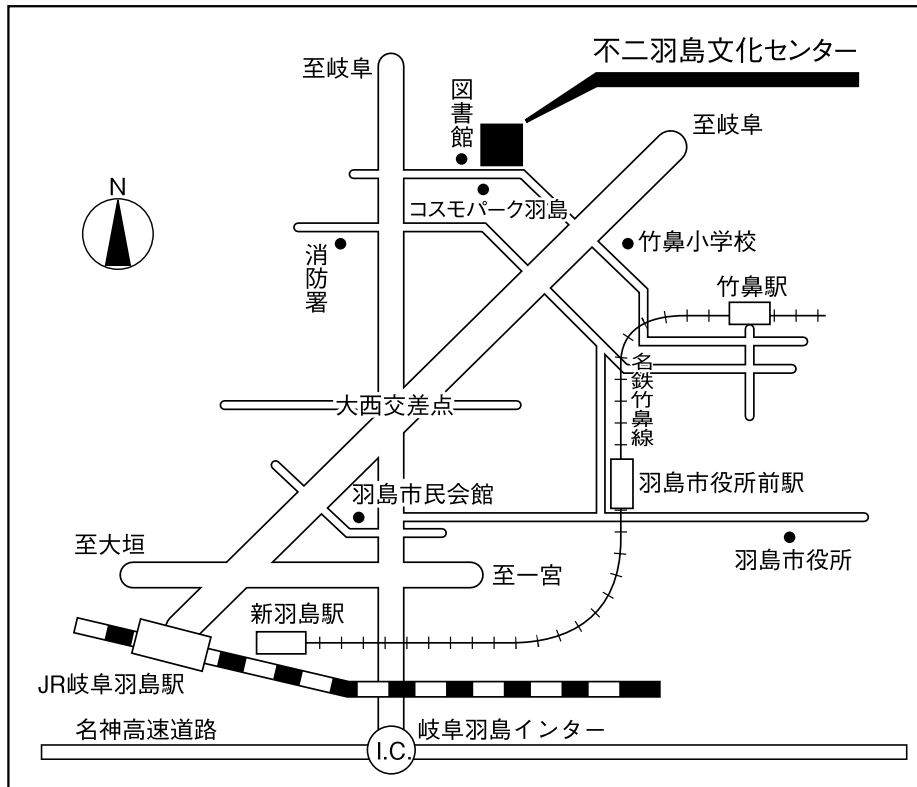 不二羽島文化センター
至岐阜
図書館
至岐阜
N
コスモパーク羽島
竹鼻小学校
消防署
竹鼻駅
名鉄竹鼻線
大西交差点
羽島市民会館
羽島市役所前駅
至大垣
至一宮
羽島市役所
新羽島駅
JR岐阜羽島駅
名神高速道路
岐阜羽島インター
I.C.